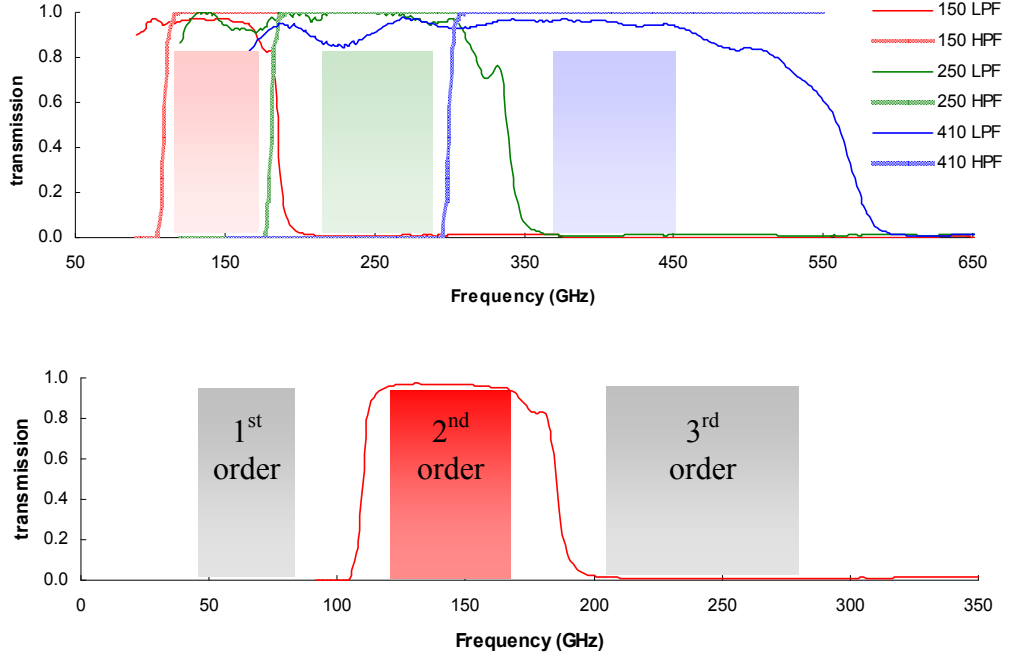 1.0
0.8
0.6
0.4
0.2
0.0
transmission
50
150
250
350
450
550
650
Frequency (GHz)
150 LPF
150 HPF
250 LPF
250 HPF
410 LPF
410 HPF
1.0
0.8
0.6
0.4
0.2
0.0
transmission
1st
order
2nd
order
3rd
order
0
50
100
150
200
250
300
350
Frequency (GHz)